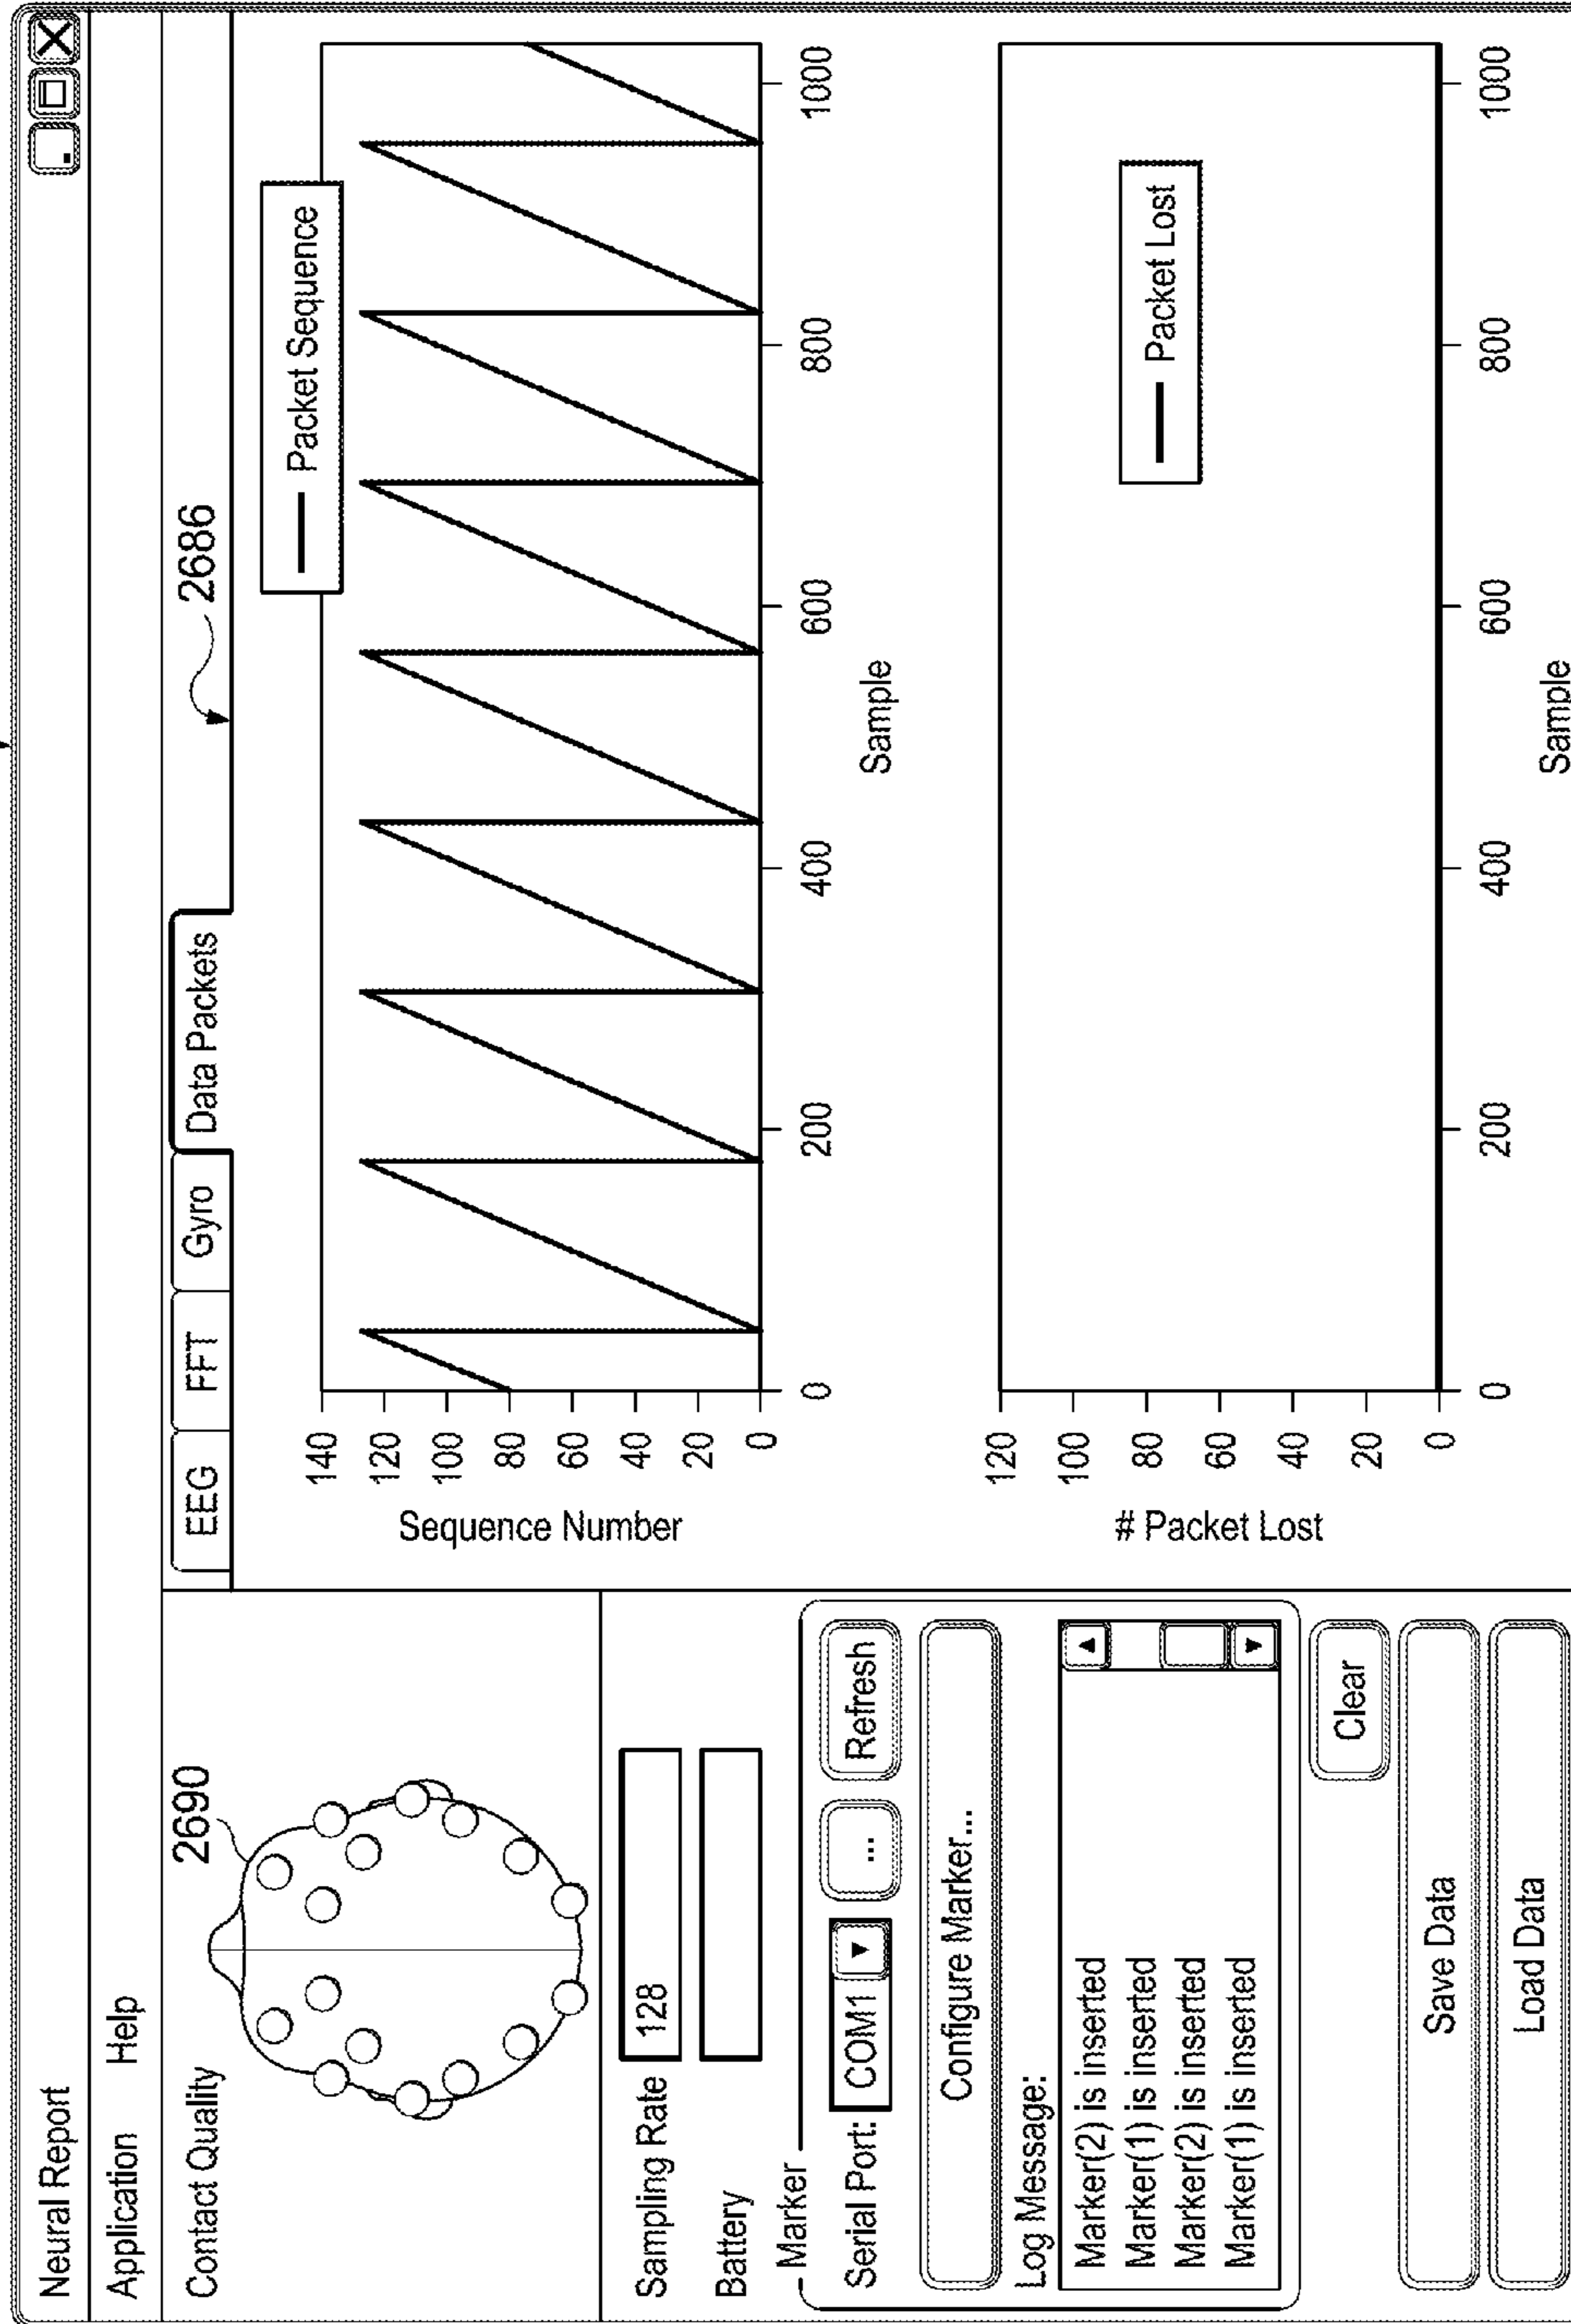 Neural Report
Application Help
Contact Quality
2690
Sampling Rate 128
Battery
Marker
Serial Port: COM1 ... Refresh
Configure Marker...
Log Message:
Marker(2) is inserted
Marker(1) is inserted
Marker(2) is inserted
Marker(1) is inserted
Clear
Save Data
Load Data
EEG FFT Gyro Data Packets
2686
Packet Sequence
Sequence Number
140
120
100
80
60
40
20
0
0 200 400 600 800 1000
Sample
Packet Lost
# Packet Lost
120
100
80
60
40
20
0
0 200 400 600 800 1000
Sample